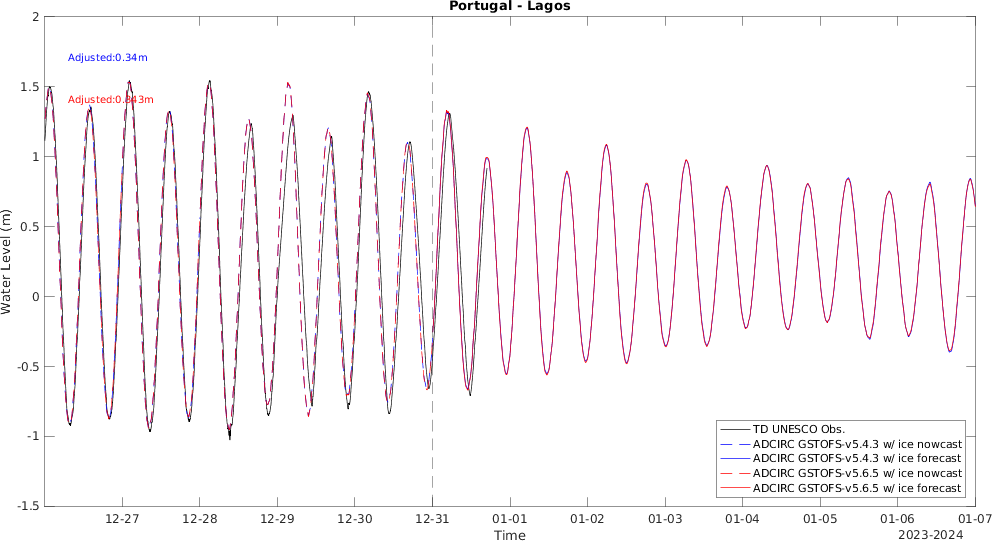 Portugal - Lagos
Adjusted:0.34m
Adjusted:0.343m
Water Level (m)
2
1.5
1
0.5
0
-0.5
-1
-1.5
TD UNESCO Obs.
ADCIRC GSTOFS-v5.4.3 w/ ice nowcast
ADCIRC GSTOFS-v5.4.3 w/ ice forecast
ADCIRC GSTOFS-v5.6.5 w/ ice nowcast
ADCIRC GSTOFS-v5.6.5 w/ ice forecast
12-27 12-28 12-29 12-30 12-31 01-01 01-02 01-03 01-04 01-05 01-06 01-07
Time
2023-2024